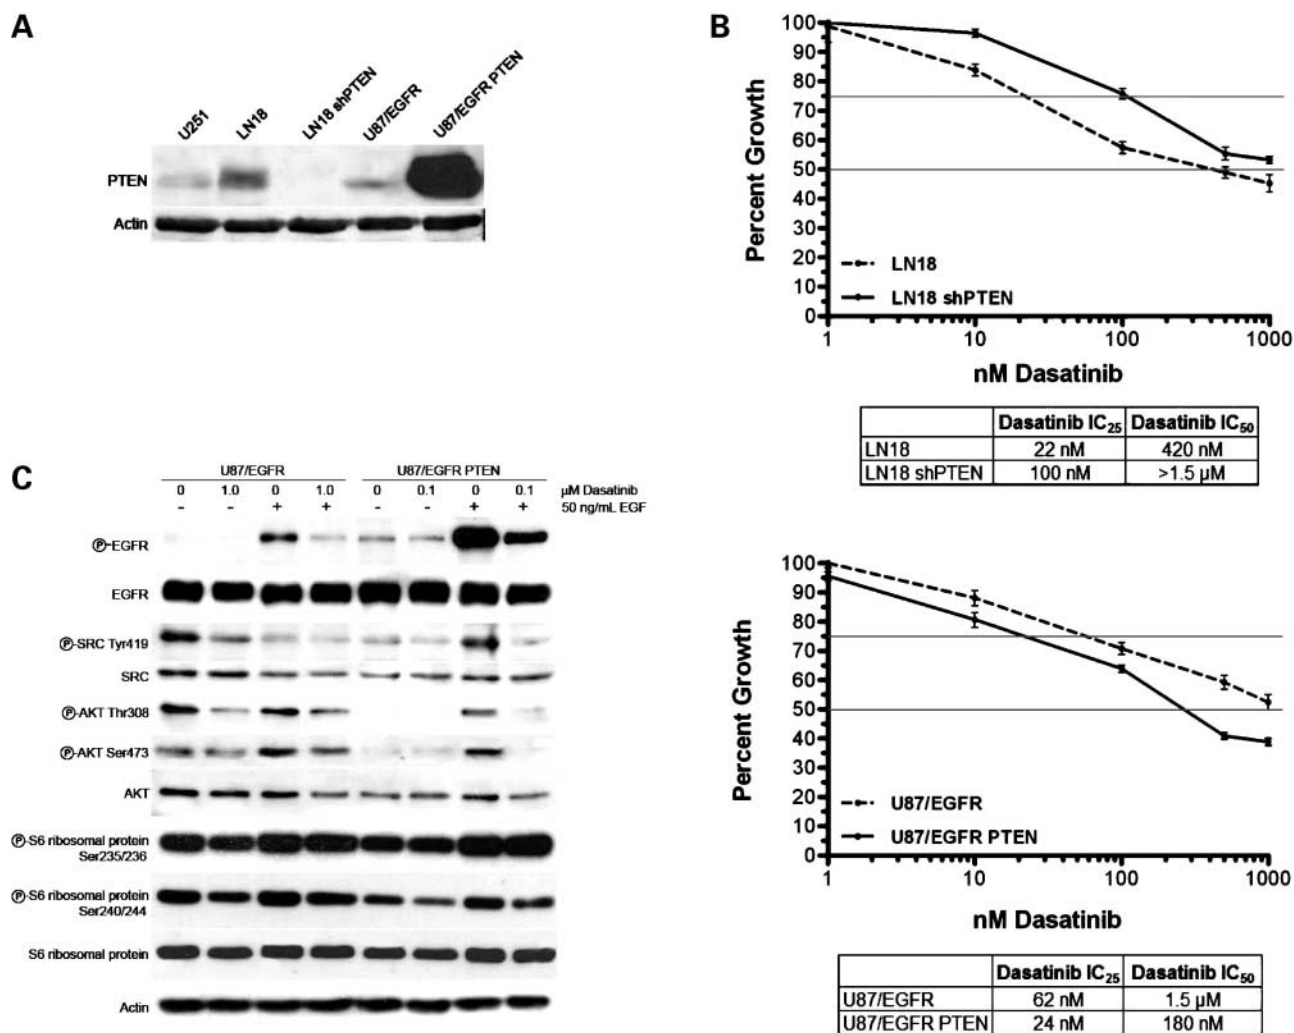 A
U251
LN18
LN18 shPTEN
U87/EGFR
U87/EGFR PTEN
PTEN
Actin
B
100
90
80
70
60
50
40
30
20
10
0
Percent Growth
LN18
LN18 shPTEN
1 10 100 1000
nM Dasatinib
Dasatinib IC25 Dasatinib IC50
LN18 22 nM 420 nM
LN18 shPTEN 100 nM >1.5 µM
C
U87/EGFR U87/EGFR PTEN
0 1.0 0 1.0 0 0.1 0 0.1 µM Dasatinib
- - + + - - + + 50 ng/mL EGF
Ⓟ-EGFR
EGFR
Ⓟ-SRC Tyr419
SRC
Ⓟ-AKT Thr308
Ⓟ-AKT Ser473
AKT
Ⓟ-S6 ribosomal protein
Ser235/236
Ⓟ-S6 ribosomal protein
Ser240/244
S6 ribosomal protein
Actin
100
90
80
70
60
50
40
30
20
10
0
Percent Growth
U87/EGFR
U87/EGFR PTEN
1 10 100 1000
nM Dasatinib
Dasatinib IC25 Dasatinib IC50
U87/EGFR 62 nM 1.5 µM
U87/EGFR PTEN 24 nM 180 nM